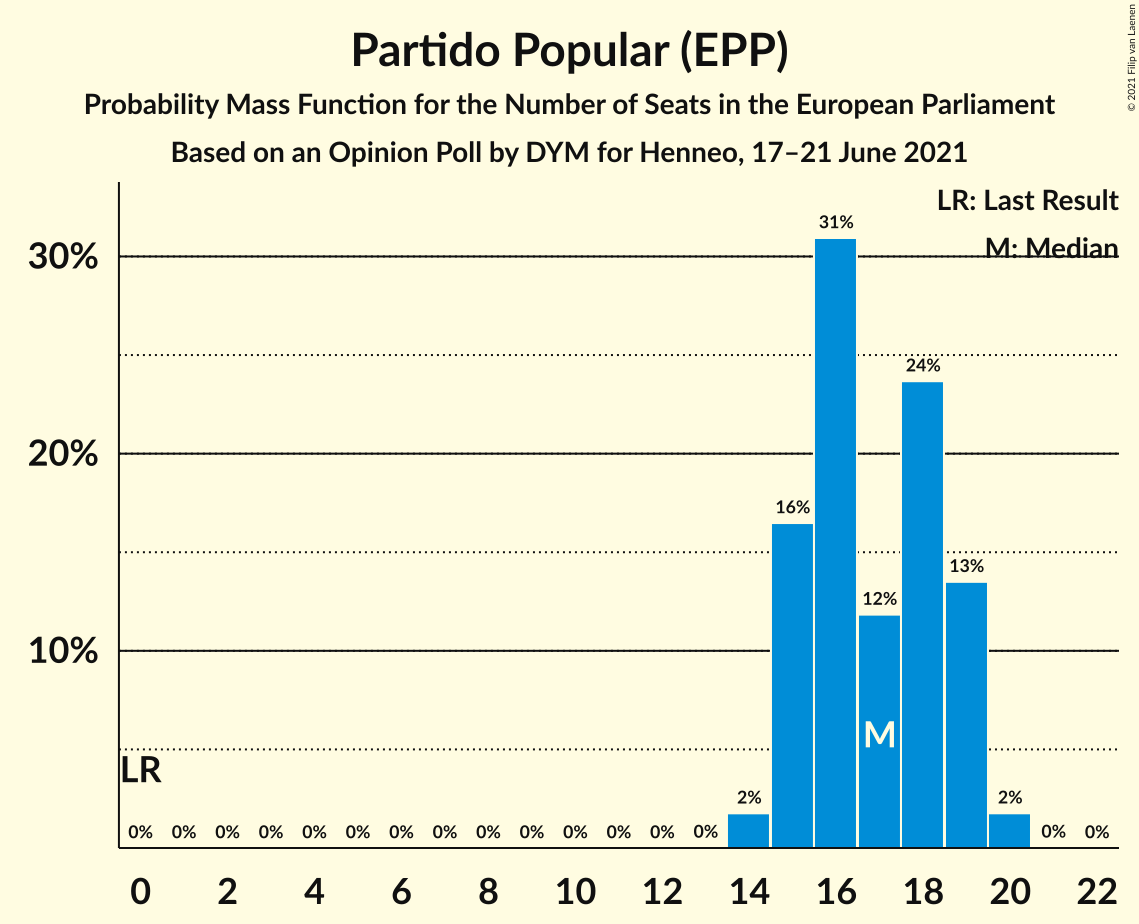 Partido Popular (EPP)
Probability Mass Function for the Number of Seats in the European Parliament
Based on an Opinion Poll by DYM for Henneo, 17–21 June 2021
© 2021 Filip van Laenen
LR: Last Result
M: Median
30%
20%
10%
31%
24%
16%
13%
12%
M
LR
2%
2%
0% 0% 0% 0% 0% 0% 0% 0% 0% 0% 0% 0% 0% 0% 0%
0%
0 2 4 6 8 10 12 14 16 18 20 22